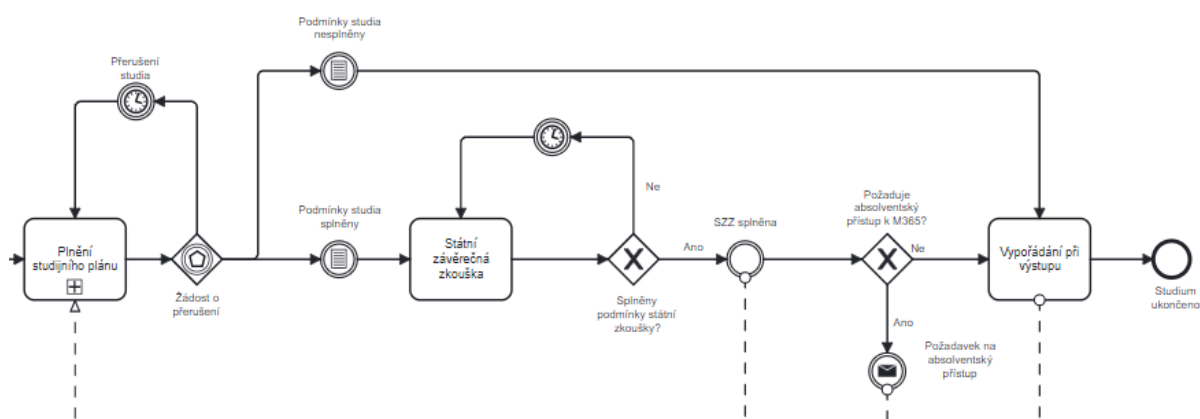 Podmínky studia
nesplněny
Přerušení
studia
Plnění
studijního plánu
Žádost o
přerušení
Podmínky studia
splněny
Státní
závěrečná
zkouška
Ne
Splněny
podmínky státní
zkoušky?
Ano
SZZ splněna
Požaduje
absolventský
přístup k M365?
Ne
Ano
Požadavek na
absolventský
přístup
Vypořádání při
výstupu
Studium
ukončeno